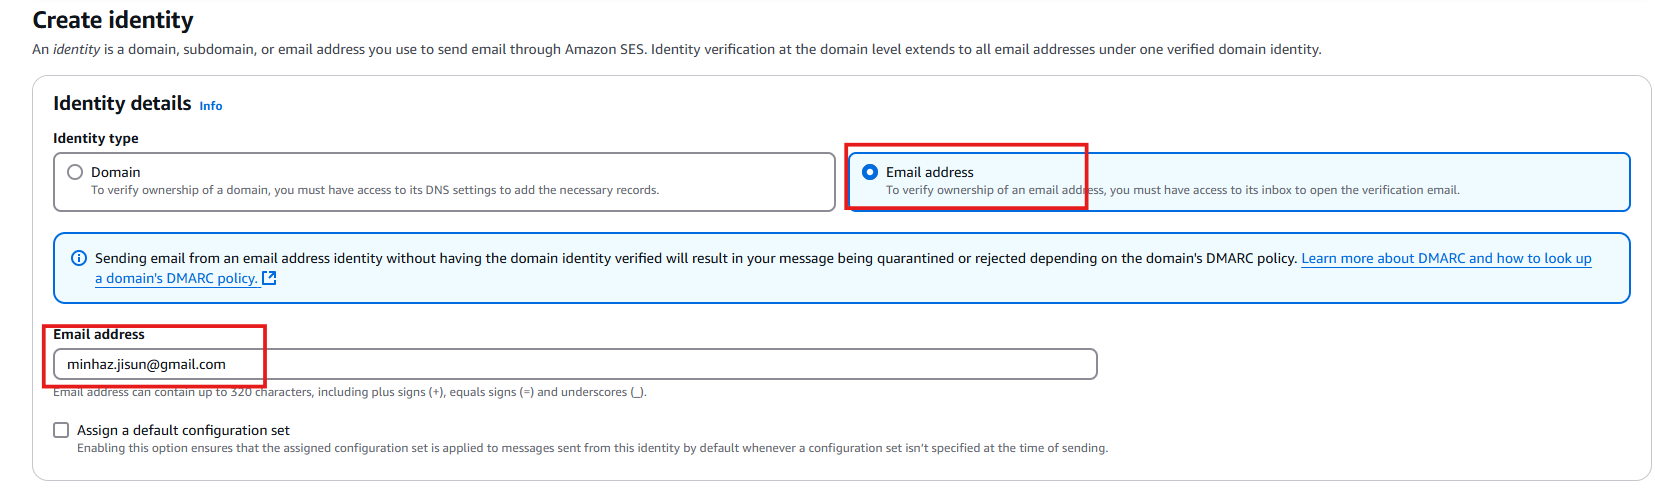 Create identity
An identity is a domain, subdomain, or email address you use to send email through Amazon SES. Identity verification at the domain level extends to all email addresses under one verified domain identity.
Identity details Info
Identity type
Domain
To verify ownership of a domain, you must have access to its DNS settings to add the necessary records.
Email address
To verify ownership of an email address, you must have access to its inbox to open the verification email.
Sending email from an email address identity without having the domain identity verified will result in your message being quarantined or rejected depending on the domain's DMARC policy. Learn more about DMARC and how to look up
a domain's DMARC policy.
Email address
minhaz.jisun@gmail.com
Email address can contain up to 320 characters, including plus signs (+), equals signs (=) and underscores (_).
Assign a default configuration set
Enabling this option ensures that the assigned configuration set is applied to messages sent from this identity by default whenever a configuration set isn't specified at the time of sending.